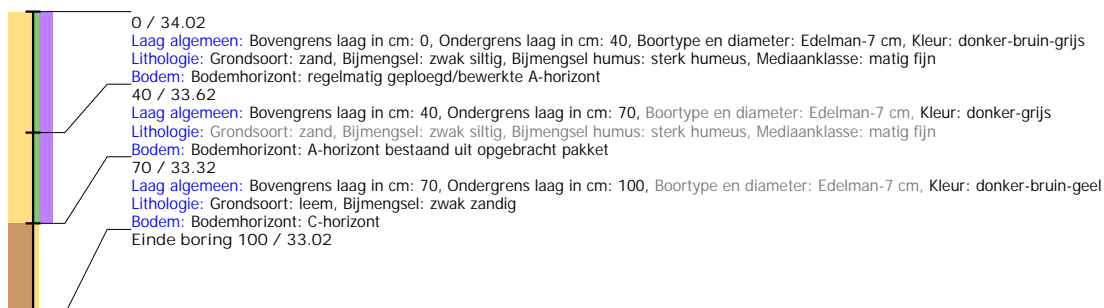 0 / 34.02
Laag algemeen: Bovengrens laag in cm: 0, Ondergrens laag in cm: 40, Boortype en diameter: Edelman-7 cm, Kleur: donker-bruin-grijs
Lithologie: Grondsoort: zand, Bijmengsel: zwak siltig, Bijmengsel humus: sterk humeus, Mediaanklasse: matig fijn
Bodem: Bodemhorizont: regelmatig geploegd/bewerkte A-horizont
40 / 33.62
Laag algemeen: Bovengrens laag in cm: 40, Ondergrens laag in cm: 70, Boortype en diameter: Edelman-7 cm, Kleur: donker-grijs
Lithologie: Grondsoort: zand, Bijmengsel: zwak siltig, Bijmengsel humus: sterk humeus, Mediaanklasse: matig fijn
Bodem: Bodemhorizont: A-horizont bestaand uit opgebracht pakket
70 / 33.32
Laag algemeen: Bovengrens laag in cm: 70, Ondergrens laag in cm: 100, Boortype en diameter: Edelman-7 cm, Kleur: donker-bruin-geel
Lithologie: Grondsoort: leem, Bijmengsel: zwak zandig
Bodem: Bodemhorizont: C-horizont
Einde boring 100 / 33.02